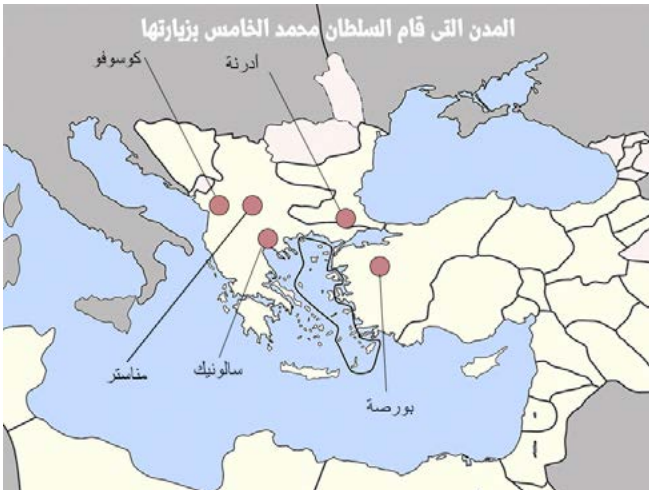 المدن التى قام السلطان محمد الخامس بزيارتها
أدرنة
كوسوفو
سالونيك
مناستر
بورصة